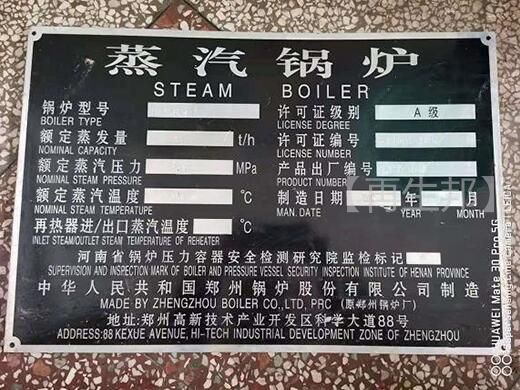 蒸汽锅炉
STEAM BOILER
锅炉型号
BOILER TYPE
许可证级别 A级
LICENSE DEGREE
额定蒸发量 t/h
NOMINAL CAPACITY
许可证编号
LICENSE NUMBER
额定蒸汽压力 MPa
NOMINAL STEAM PRESSURE
产品出厂编号
PRODUCT NUMBER
额定蒸汽温度 ℃
NOMINAL STEAM TEMPERATUPE
制造日期 年 月
MAN.DATE YEAR MONTH
再热器进/出口蒸汽温度 ℃
INLET STEAM/OUTLET STEAM TEMPERATURE OF REHEATER
河南省锅炉压力容器安全检测研究院监检标记
SUPERVISION AND INSPECTION MARK OF BOILER AND PRESSURE VESSEL SECURITY INSPECTION INSTITUTE OF HENAN PROVINCE
中华人民共和国郑州锅炉股份有限公司制造
MADE BY ZHENGZHOU BOILER CO.,LTD, PRC (原郑州锅炉厂)
地址:郑州高新技术产业开发区科学大道88号
ADDRESS:88 KEXUE AVENUE, HI-TECH INDUSTRIAL DEVELOPMENT ZONE OF ZHENGZHOU
【再生邦】
HUAWEI Mate 30 Pro 5G